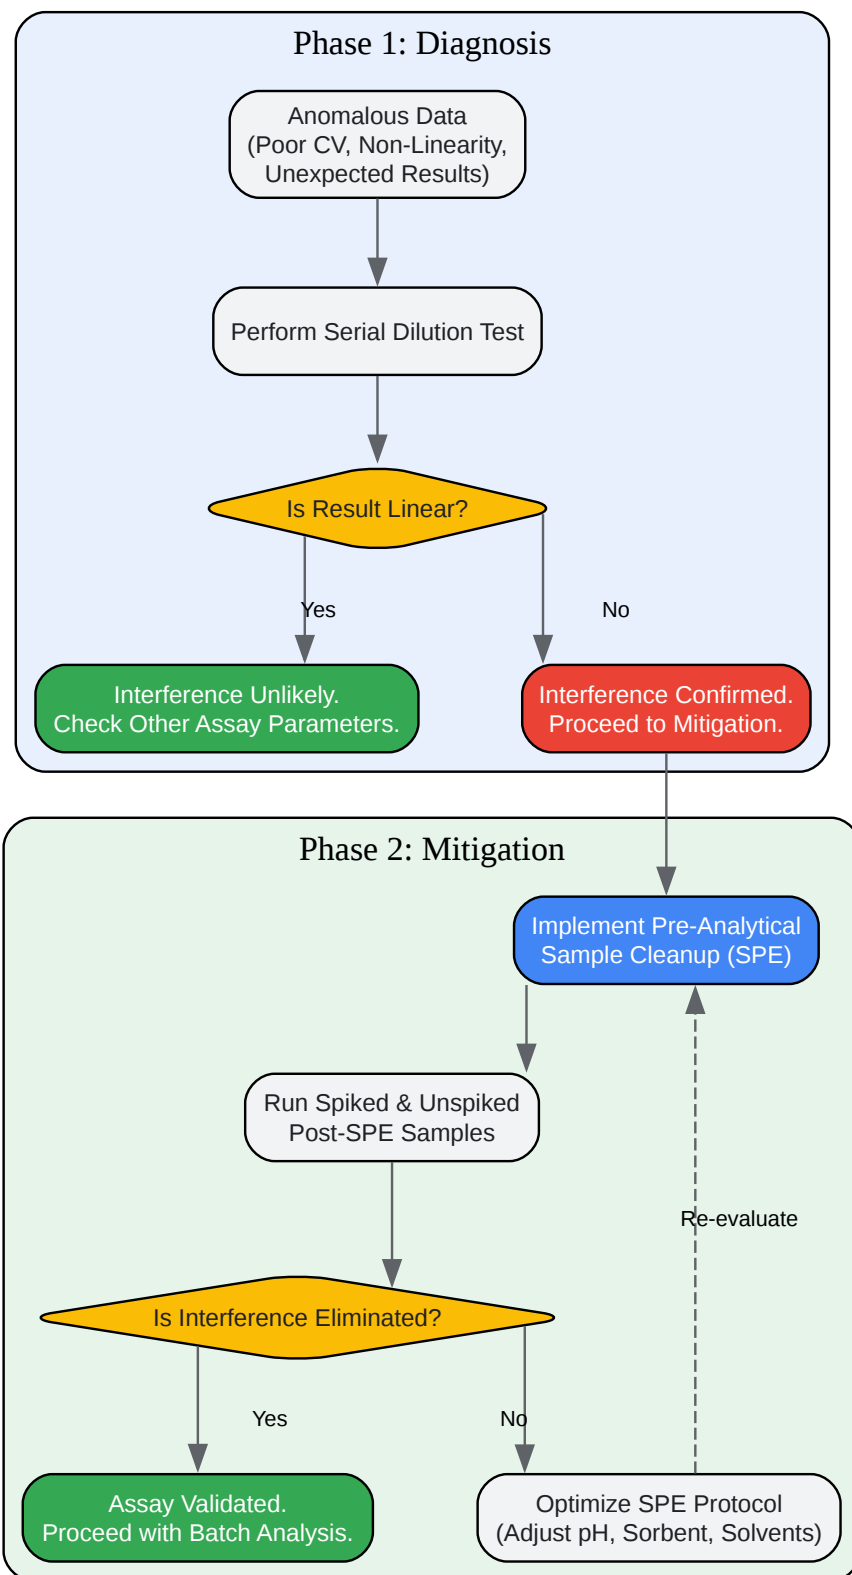 Phase 1: Diagnosis
Anomalous Data
(Poor CV, Non-Linearity,
Unexpected Results)
Perform Serial Dilution Test
Is Result Linear?
Yes
No
Interference Unlikely.
Check Other Assay Parameters.
Interference Confirmed.
Proceed to Mitigation.
Phase 2: Mitigation
Implement Pre-Analytical
Sample Cleanup (SPE)
Run Spiked & Unspiked
Post-SPE Samples
Re-evaluate
Is Interference Eliminated?
Yes
No
Assay Validated.
Proceed with Batch Analysis.
Optimize SPE Protocol
(Adjust pH, Sorbent, Solvents)